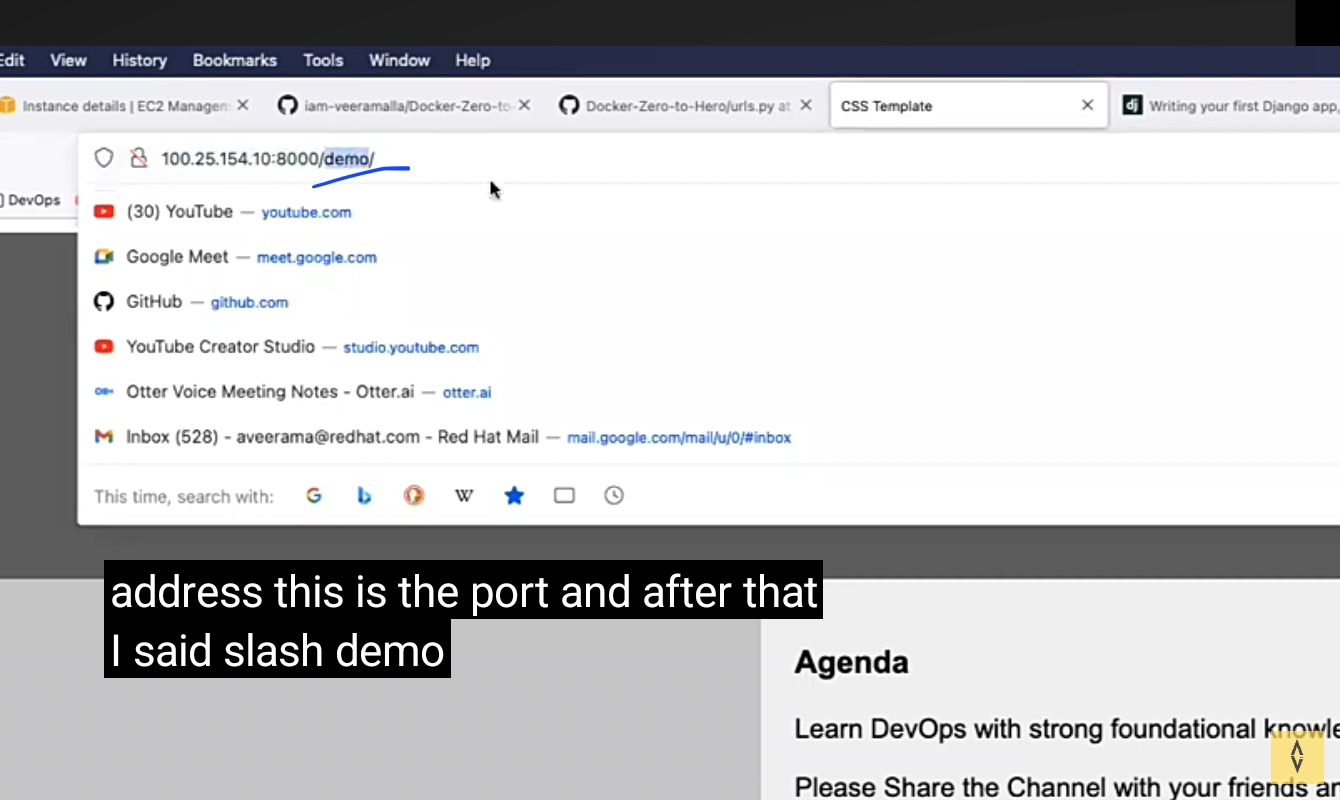 Edit View History Bookmarks Tools Window Help
Instance details | EC2 Managem
iam-veeramalla/Docker-Zero-to-
Docker-Zero-to-Hero/urls.py at
CSS Template
dj Writing your first Django app,
100.25.154.10:8000/demo/
DevOps
(30) YouTube — youtube.com
Google Meet — meet.google.com
GitHub — github.com
YouTube Creator Studio — studio.youtube.com
Otter Voice Meeting Notes - Otter.ai — otter.ai
Inbox (528) - aveerama@redhat.com - Red Hat Mail — mail.google.com/mail/u/0/#inbox
This time, search with: G b W
address this is the port and after that
I said slash demo
Agenda
Learn DevOps with strong foundational knowle
Please Share the Channel with your friends an